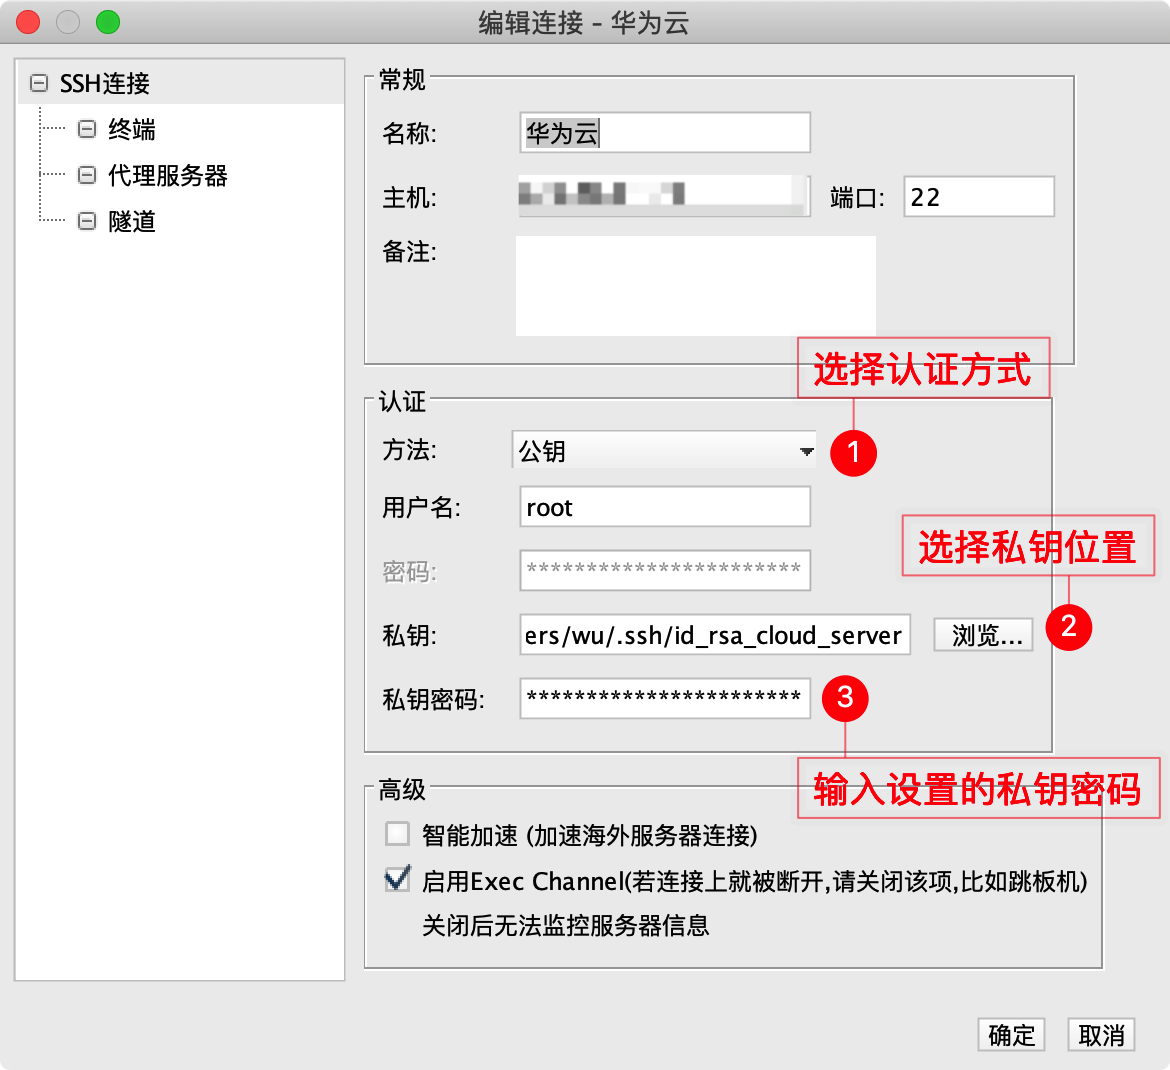 编辑连接 - 华为云
SSH连接
终端
代理服务器
隧道
常规
名称: 华为云
主机: 端口: 22
备注:
选择认证方式
认证
方法: 公钥 1
用户名: root
选择私钥位置
密码: ***********************
私钥: ers/wu/.ssh/id_rsa_cloud_server 浏览... 2
私钥密码: *********************** 3
输入设置的私钥密码
高级
智能加速 (加速海外服务器连接)
启用Exec Channel(若连接上就被断开,请关闭该项,比如跳板机)
关闭后无法监控服务器信息
确定 取消